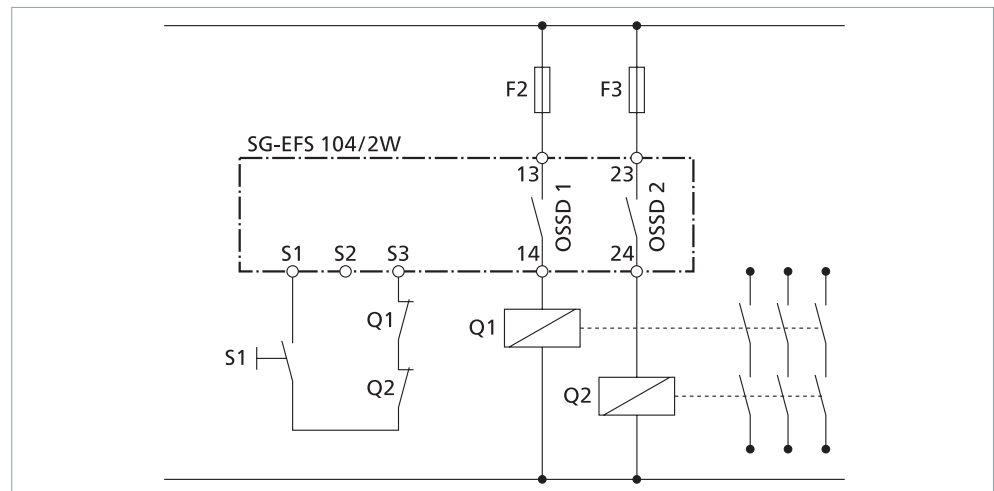 F2
F3
SG-EFS 104/2W
13
23
OSSD 1
OSSD 2
S1
S2
S3
14
24
Q1
Q1
S1
Q2
Q2